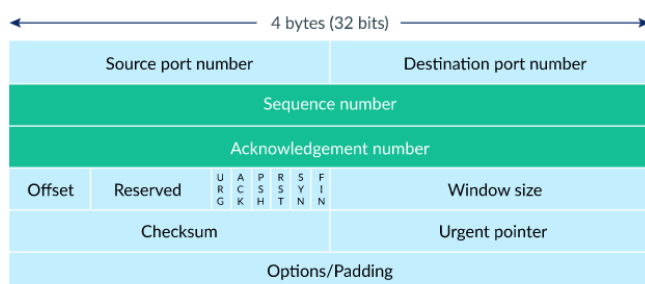 4 bytes (32 bits)
Source port number Destination port number
Sequence number
Acknowledgement number
Offset Reserved URG ACK PSH RST SYN FIN Window size
Checksum Urgent pointer
Options/Padding